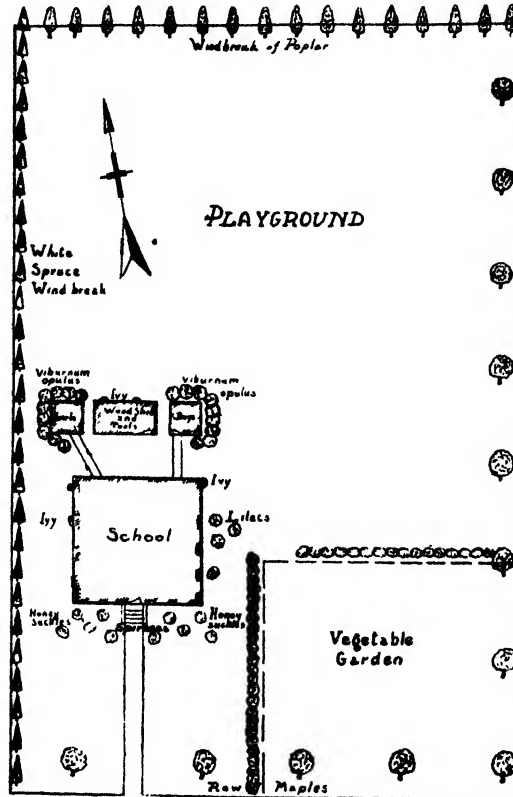 Windbreak of Poplar
PLAYGROUND
White
Spruce
Wind break
Viburnum
opulus
Ivy
Viburnum
opulus
Wood Shed
and
Tools
Boys
Ivy
Ivy
Lilacs
School
Honey
suckles
Honey
suckles
Vegetable
Garden
Row Maples